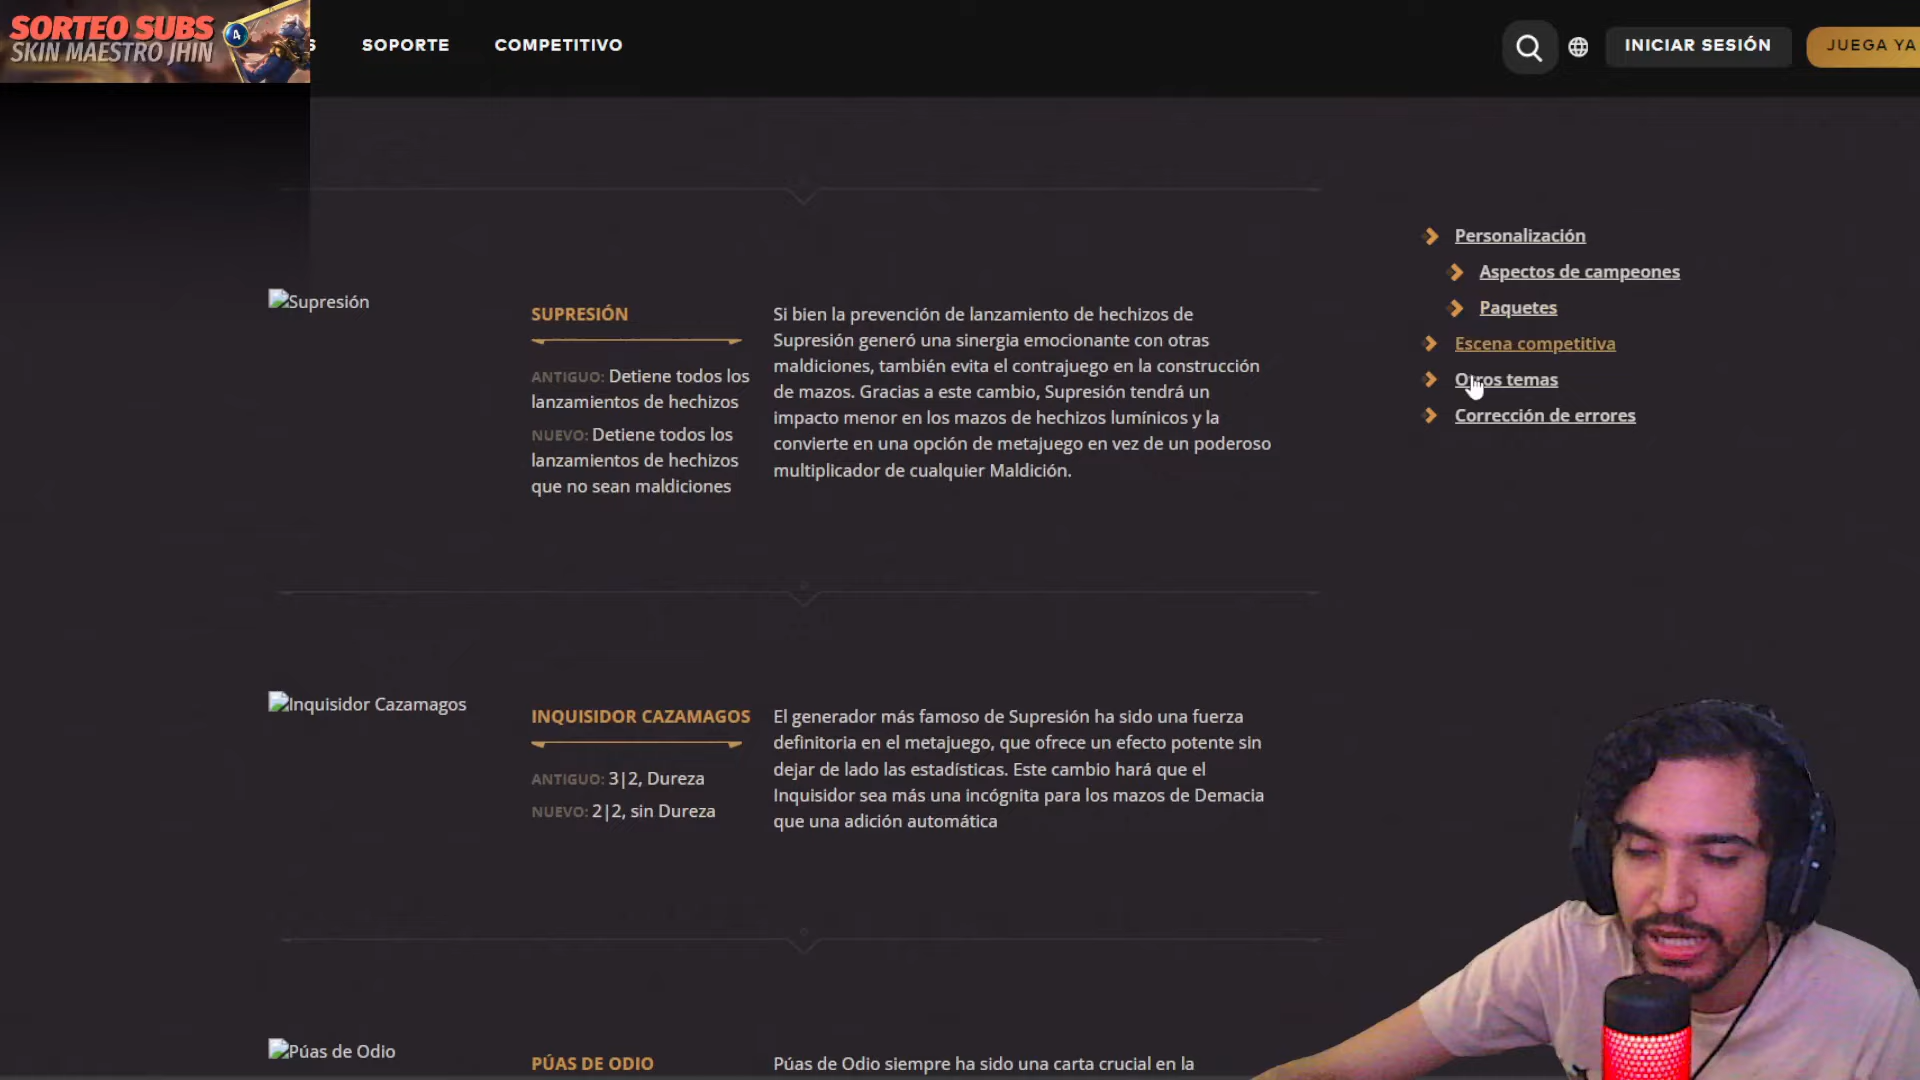 SORTEO SUBS
SKIN MAESTRO JHIN
4
S
SOPORTE
COMPETITIVO
INICIAR SESIÓN
JUEGA YA
Personalización
Aspectos de campeones
Paquetes
Escena competitiva
Otros temas
Corrección de errores
Supresión
SUPRESIÓN
ANTIGUO: Detiene todos los
lanzamientos de hechizos
NUEVO: Detiene todos los
lanzamientos de hechizos
que no sean maldiciones
Si bien la prevención de lanzamiento de hechizos de
Supresión generó una sinergia emocionante con otras
maldiciones, también evita el contrajuego en la construcción
de mazos. Gracias a este cambio, Supresión tendrá un
impacto menor en los mazos de hechizos lumínicos y la
convierte en una opción de metajuego en vez de un poderoso
multiplicador de cualquier Maldición.
Inquisidor Cazamagos
INQUISIDOR CAZAMAGOS
ANTIGUO: 3|2, Dureza
NUEVO: 2|2, sin Dureza
El generador más famoso de Supresión ha sido una fuerza
definitoria en el metajuego, que ofrece un efecto potente sin
dejar de lado las estadísticas. Este cambio hará que el
Inquisidor sea más una incógnita para los mazos de Demacia
que una adición automática
Púas de Odio
PÚAS DE ODIO
Púas de Odio siempre ha sido una carta crucial en la